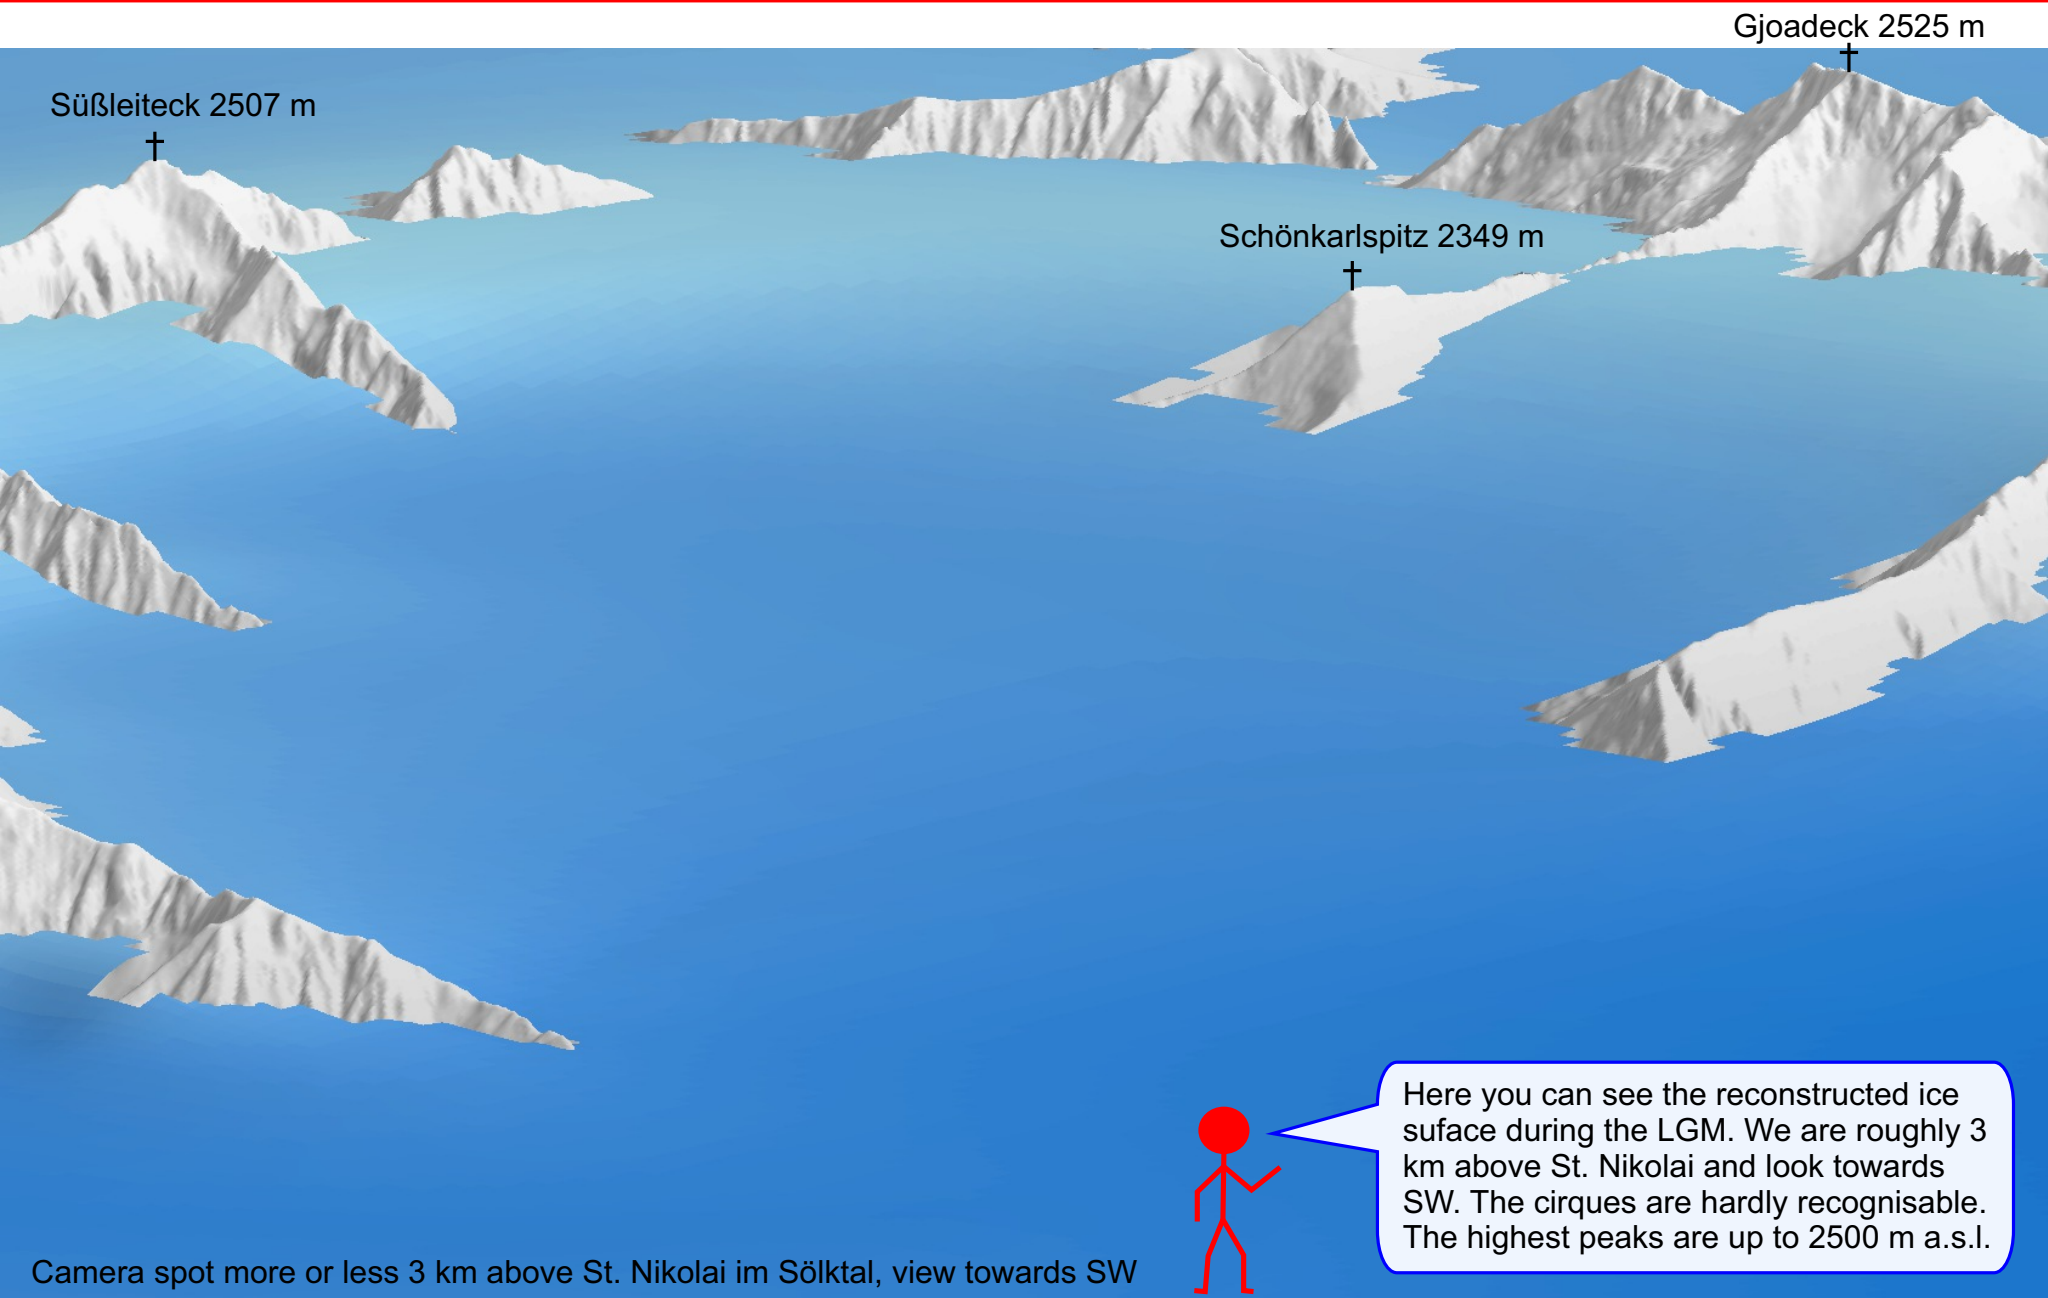 Gjoadeck 2525 m
Süßleiteck 2507 m
Schönkarlspitz 2349 m
Here you can see the reconstructed ice
suface during the LGM. We are roughly 3
km above St. Nikolai and look towards
SW. The cirques are hardly recognisable.
The highest peaks are up to 2500 m a.s.l.
Camera spot more or less 3 km above St. Nikolai im Sölktal, view towards SW